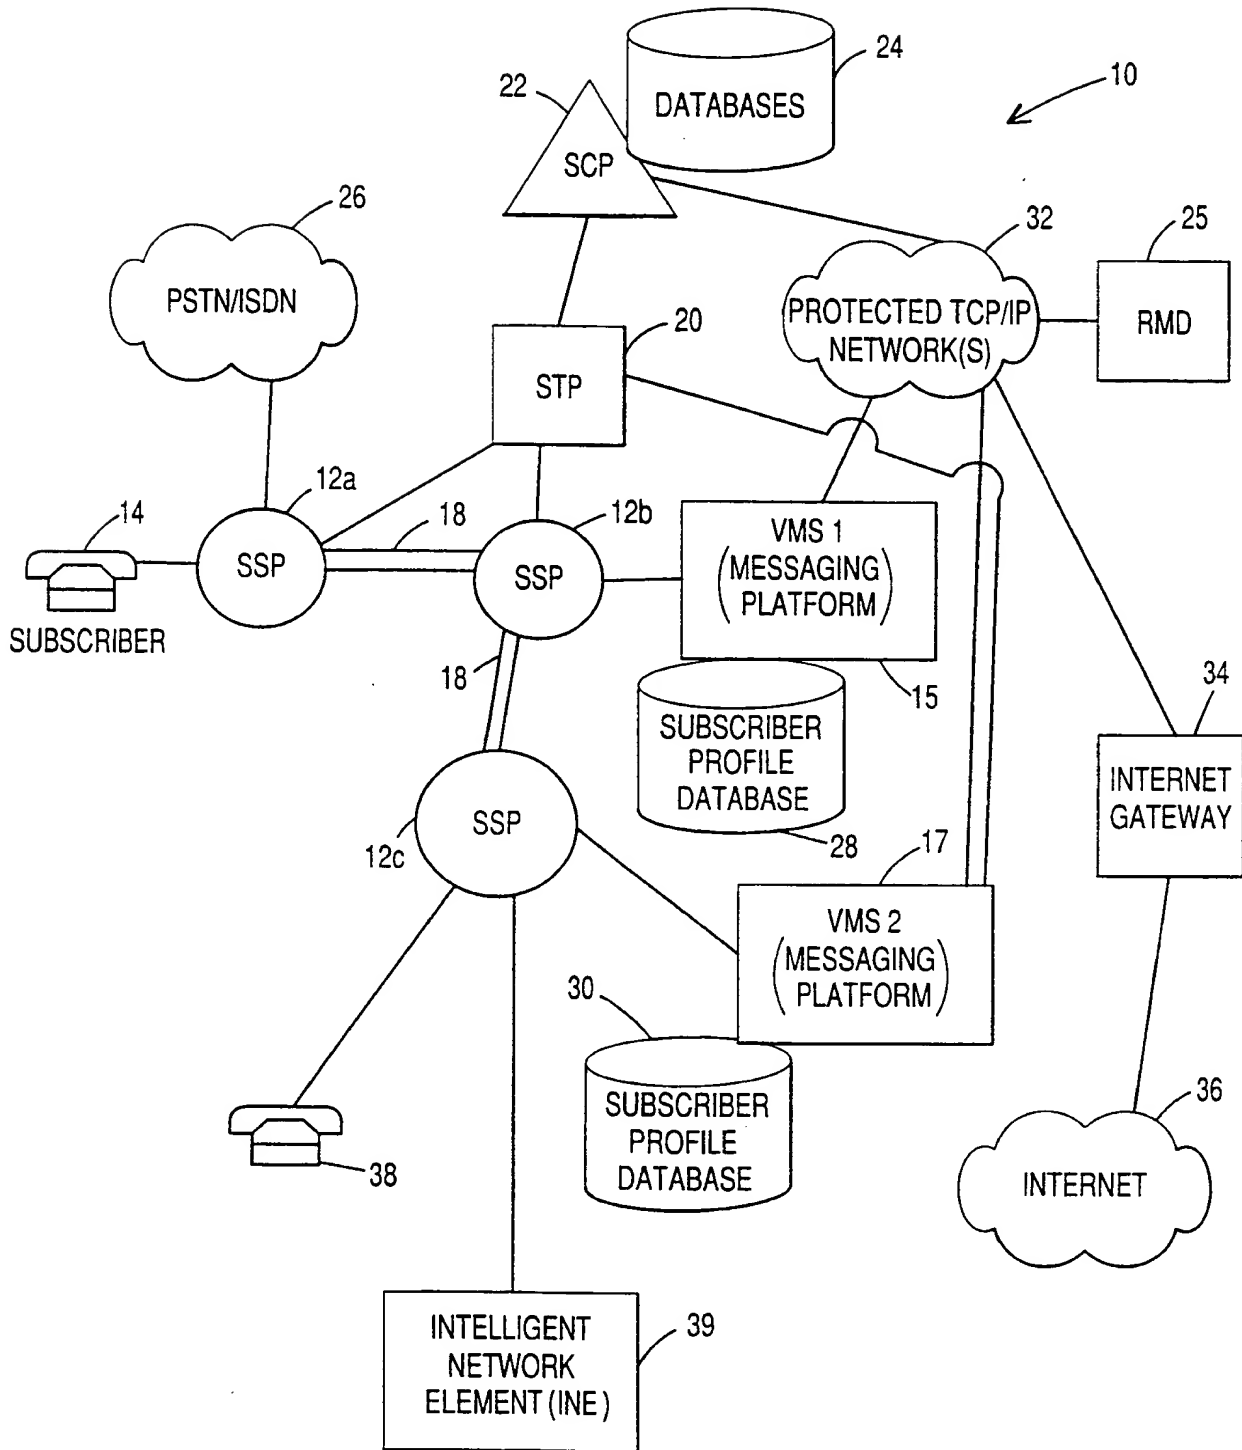 24
DATABASES
10
22
SCP
26
32
25
PSTN/ISDN
PROTECTED TCP/IP
NETWORK(S)
RMD
20
STP
12a
14
18
12b
SSP
SSP
VMS 1
(MESSAGING
PLATFORM)
SUBSCRIBER
18
15
34
SUBSCRIBER
PROFILE
DATABASE
INTERNET
GATEWAY
SSP
12c
28
17
VMS 2
(MESSAGING
PLATFORM)
30
SUBSCRIBER
PROFILE
DATABASE
36
INTERNET
38
INTELLIGENT
NETWORK
ELEMENT (INE)
39